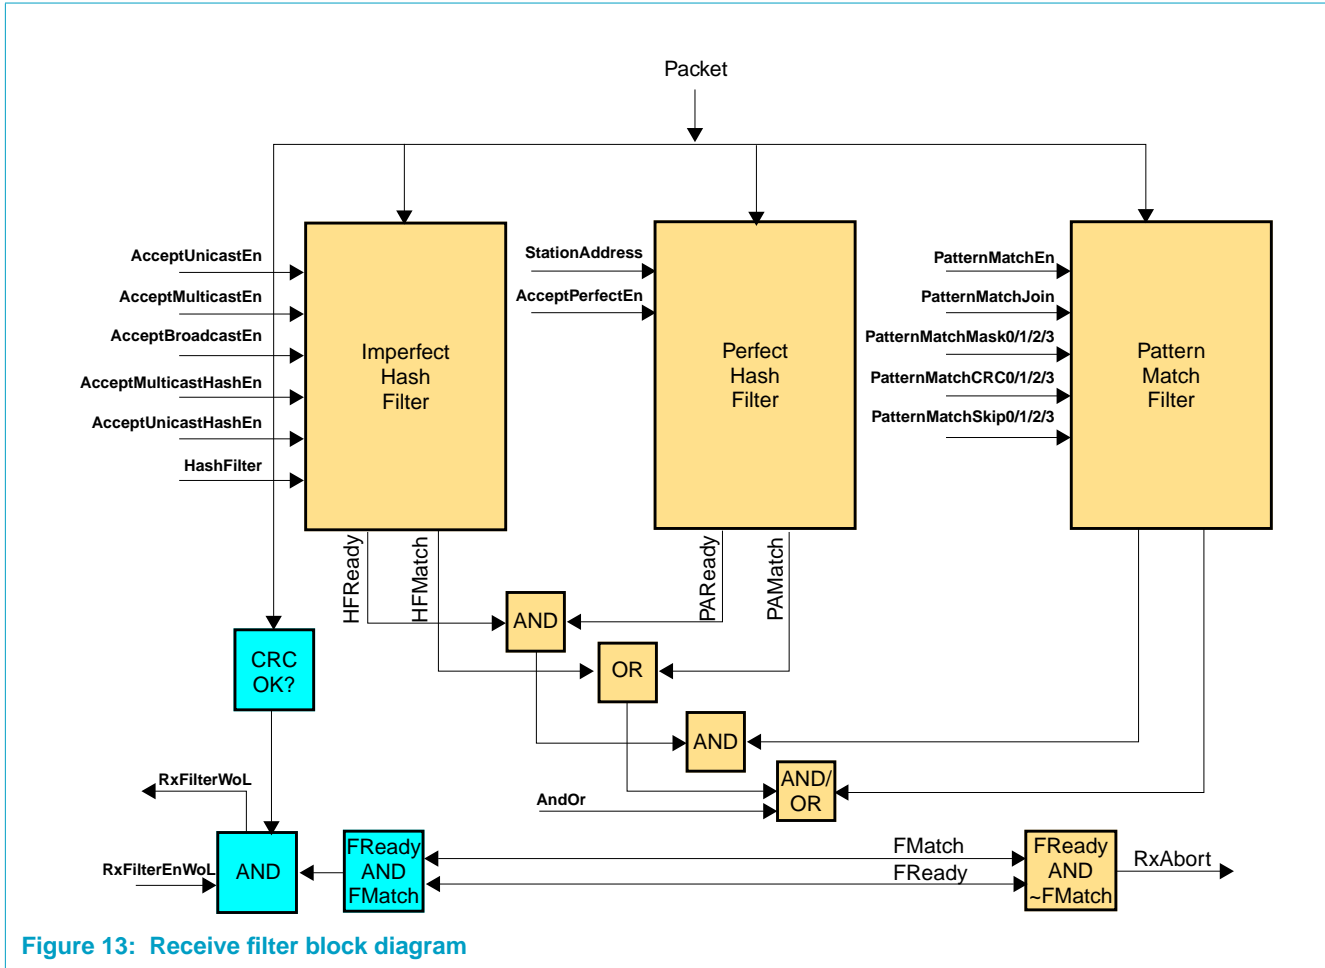 Packet
AcceptUnicastEn
AcceptMulticastEn
AcceptBroadcastEn
AcceptMulticastHashEn
AcceptUnicastHashEn
HashFilter
Imperfect
Hash
Filter
StationAddress
AcceptPerfectEn
Perfect
Hash
Filter
PatternMatchEn
PatternMatchJoin
PatternMatchMask0/1/2/3
PatternMatchCRC0/1/2/3
PatternMatchSkip0/1/2/3
Pattern
Match
Filter
HFReady
HFMatch
PAReady
PAMatch
AND
OR
CRC
OK?
AND
AND/
OR
AndOr
RxFilterWoL
RxFilterEnWoL
AND
FReady
AND
FMatch
FMatch
FReady
FReady
AND
~FMatch
RxAbort
Figure 13: Receive filter block diagram